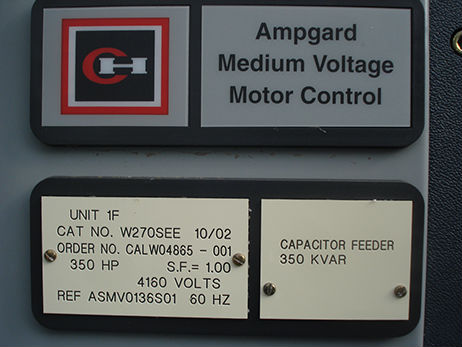 CH
Ampgard
Medium Voltage
Motor Control
UNIT 1F
CAT NO. W270SEE 10/02
ORDER NO. CALW04865 - 001
350 HP S.F.= 1.00
4160 VOLTS
REF ASMV0136S01 60 HZ
CAPACITOR FEEDER
350 KVAR